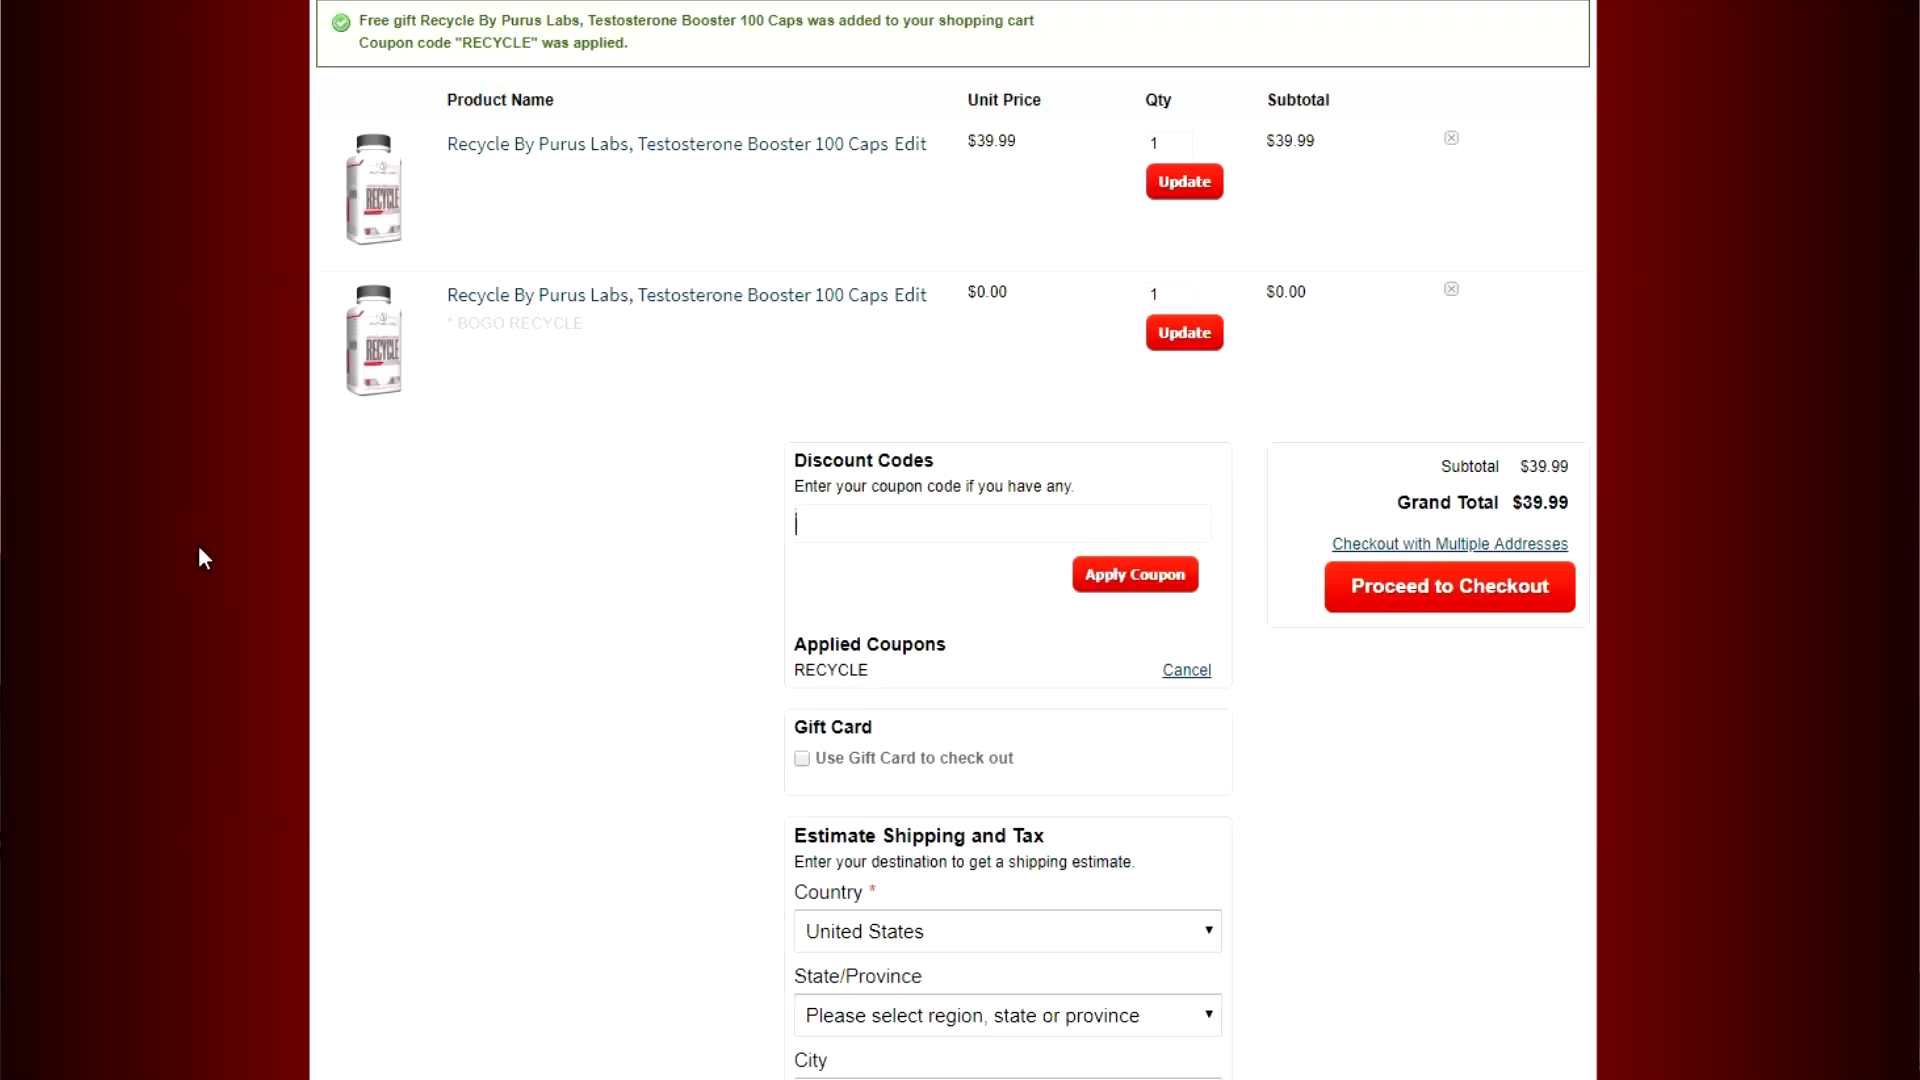 Free gift Recycle By Purus Labs, Testosterone Booster 100 Caps was added to your shopping cart
Coupon code "RECYCLE" was applied.
Product Name Unit Price Qty Subtotal
Recycle By Purus Labs, Testosterone Booster 100 Caps Edit $39.99 1 $39.99
Update
RECYCLE
Recycle By Purus Labs, Testosterone Booster 100 Caps Edit $0.00 1 $0.00
* BOGO RECYCLE
Update
RECYCLE
Discount Codes
Enter your coupon code if you have any.
Apply Coupon
Applied Coupons
RECYCLE Cancel
Subtotal $39.99
Grand Total $39.99
Checkout with Multiple Addresses
Proceed to Checkout
Gift Card
Use Gift Card to check out
Estimate Shipping and Tax
Enter your destination to get a shipping estimate.
Country *
United States
State/Province
Please select region, state or province
City